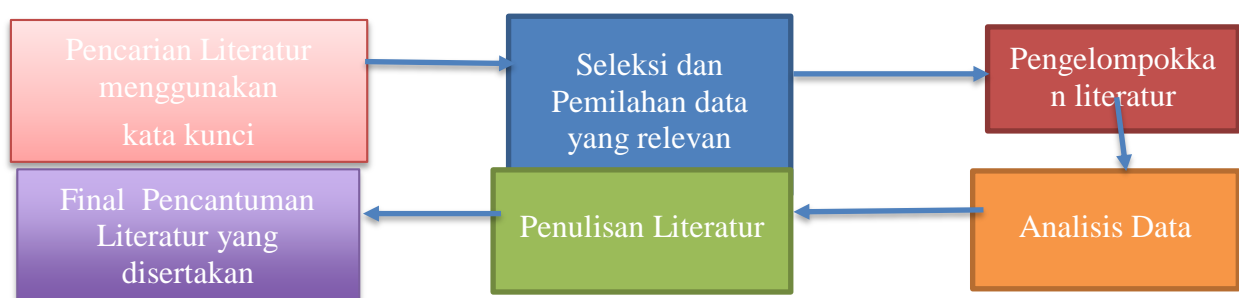 Pencarian Literatur
menggunakan
kata kunci
Seleksi dan
Pemilahan data
yang relevan
Pengelompokka
n literatur
Analisis Data
Penulisan Literatur
Final Pencantuman
Literatur yang
disertakan